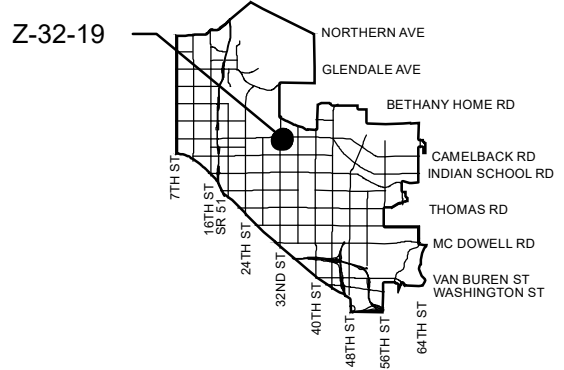 Z-32-19
NORTHERN AVE
GLENDALE AVE
BETHANY HOME RD
CAMELBACK RD
INDIAN SCHOOL RD
THOMAS RD
MC DOWELL RD
VAN BUREN ST
WASHINGTON ST
7TH ST
16TH ST
SR 51
24TH ST
32ND ST
40TH ST
48TH ST
56TH ST
64TH ST